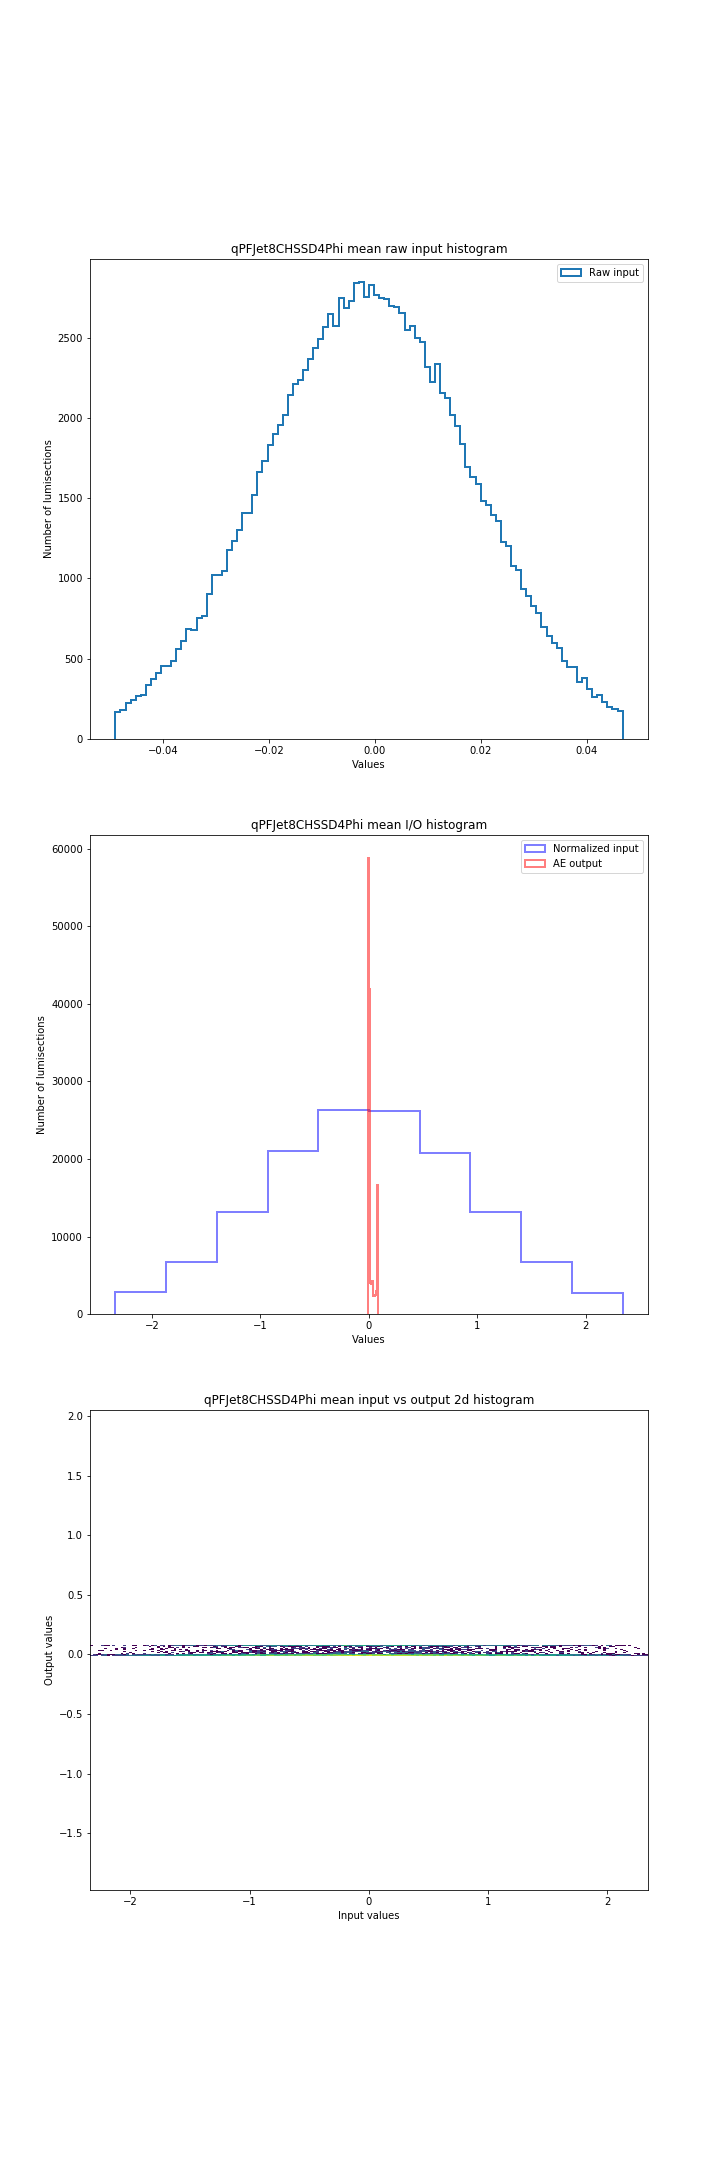 qPFJet8CHSSD4Phi mean raw input histogram
Raw input
2500
2000
1500
1000
500
0
Number of lumisections
−0.04 −0.02 0.00 0.02 0.04
Values
qPFJet8CHSSD4Phi mean I/O histogram
Normalized input
AE output
60000
50000
40000
30000
20000
10000
0
Number of lumisections
−2 −1 0 1 2
Values
qPFJet8CHSSD4Phi mean input vs output 2d histogram
2.0
1.5
1.0
0.5
0.0
−0.5
−1.0
−1.5
Output values
−2 −1 0 1 2
Input values